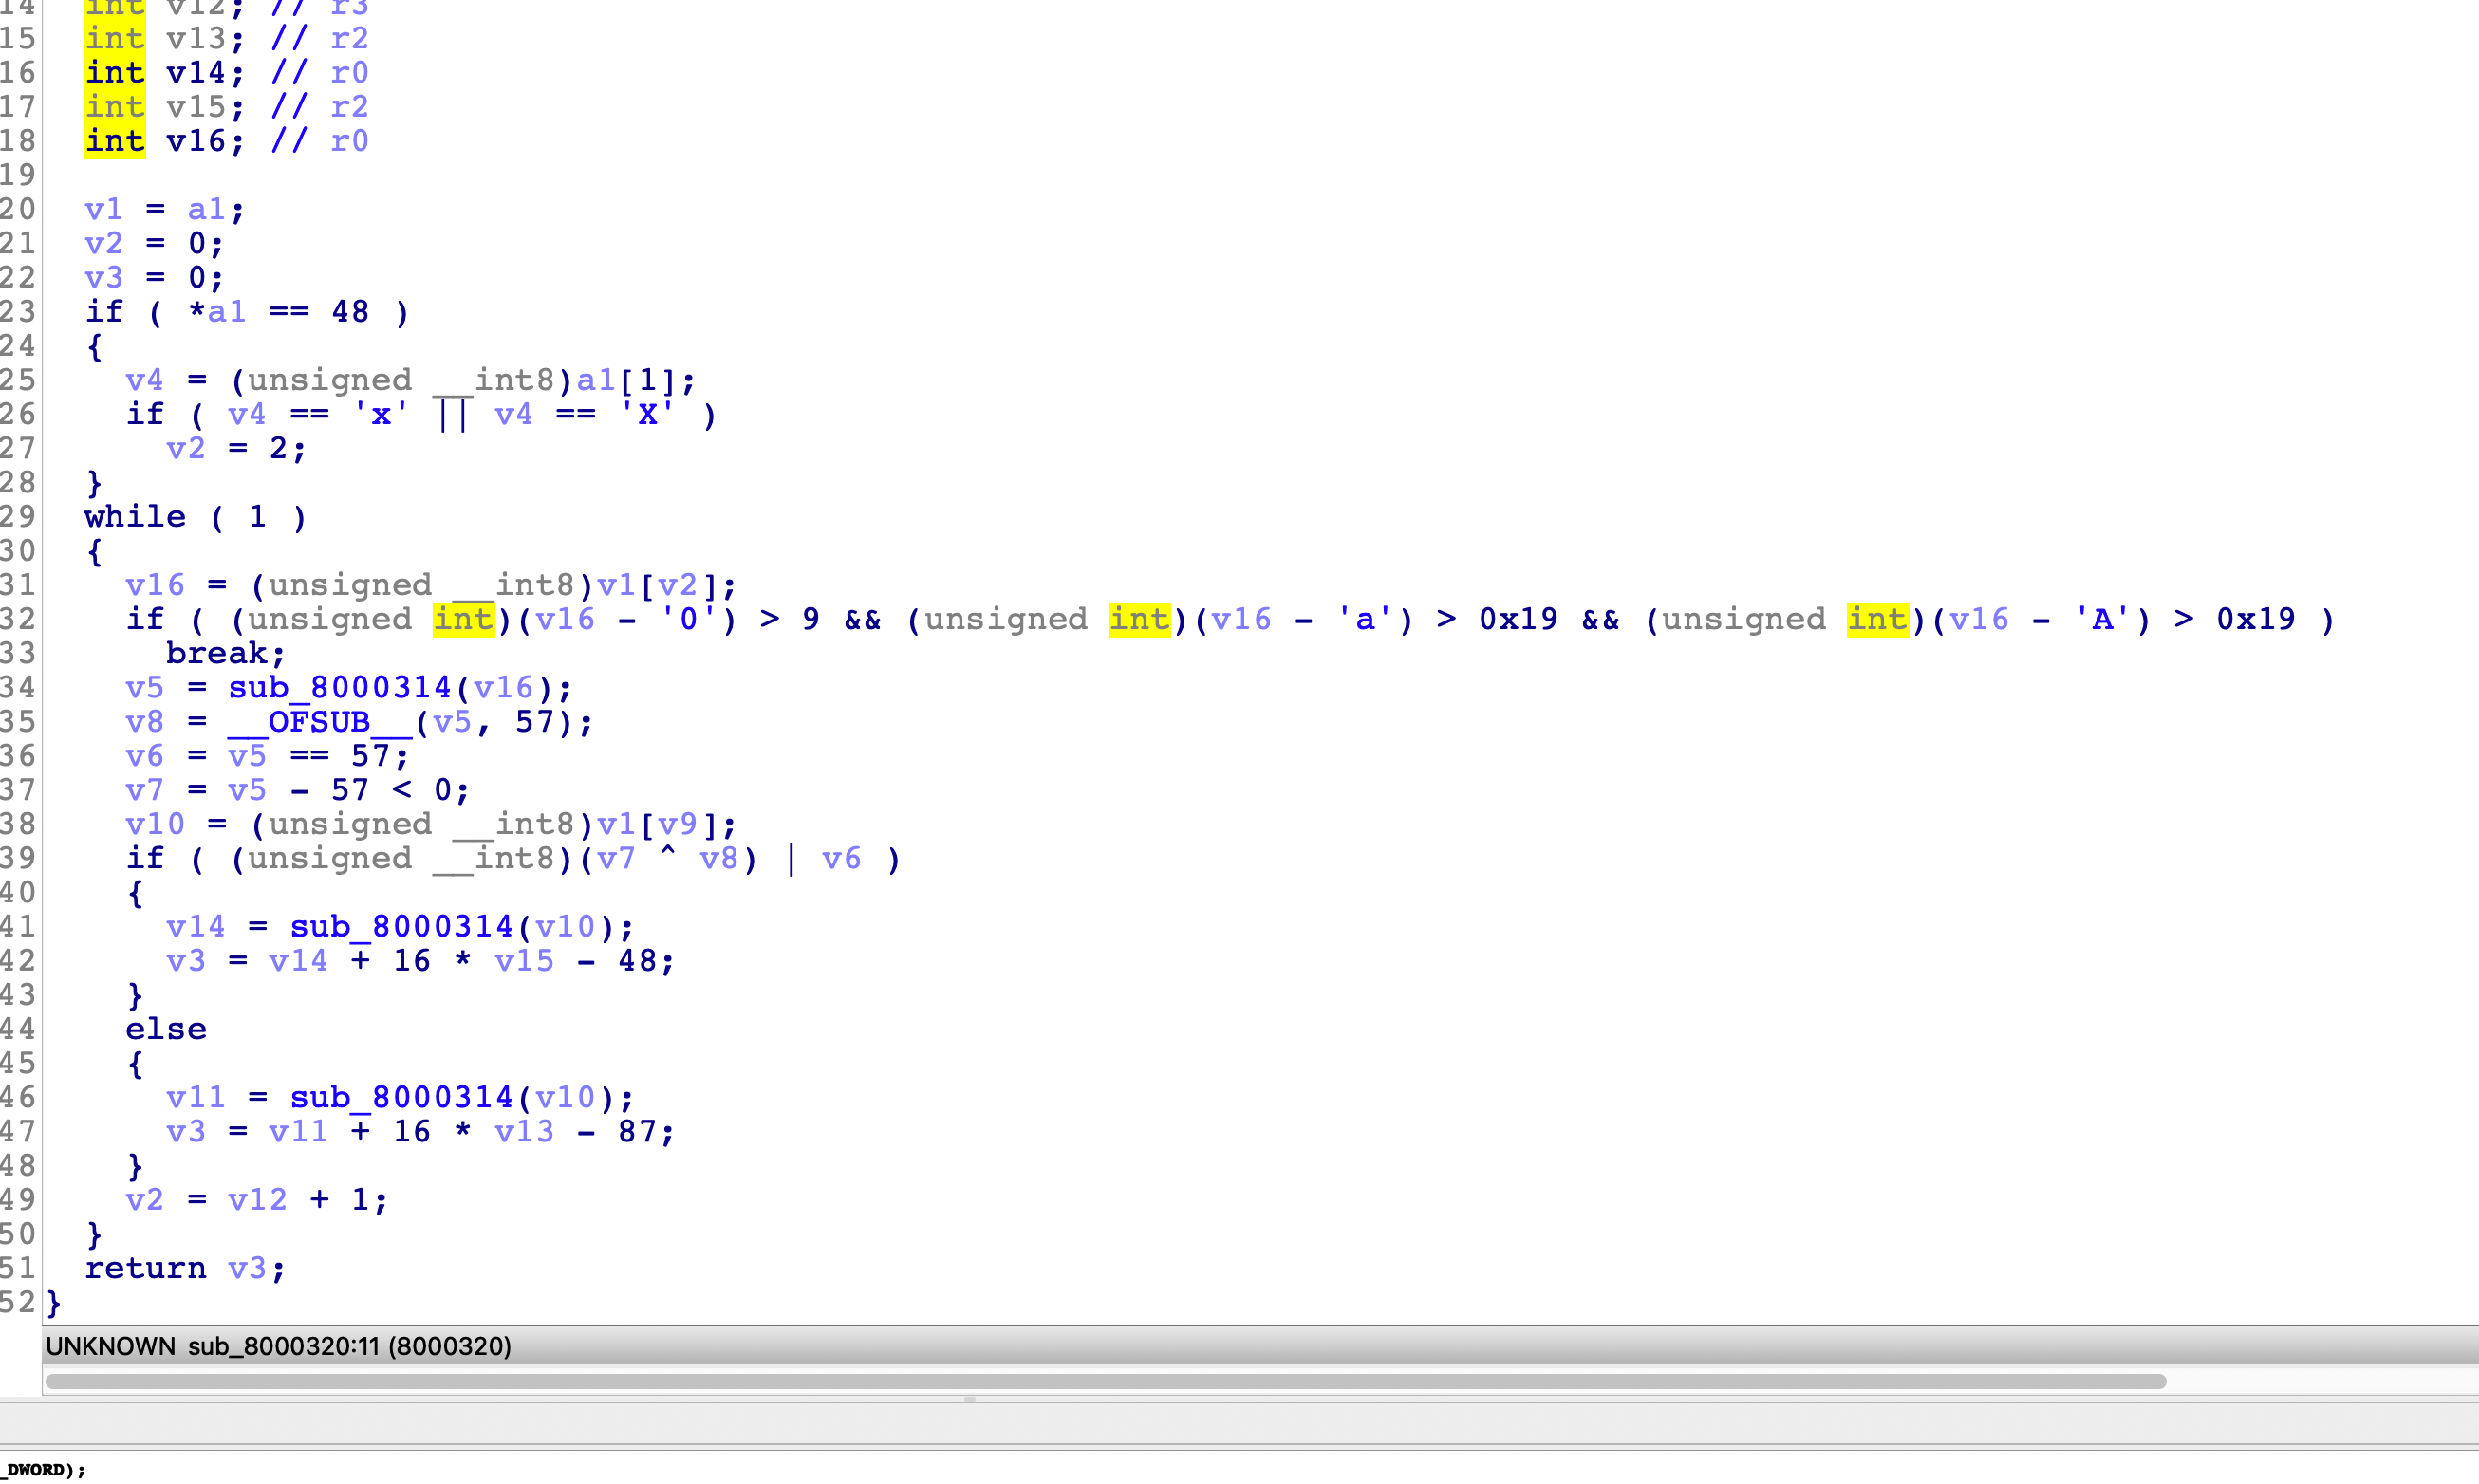 14 int v12; // r3
15 int v13; // r2
16 int v14; // r0
17 int v15; // r2
18 int v16; // r0
19
20 v1 = a1;
21 v2 = 0;
22 v3 = 0;
23 if ( *a1 == 48 )
24 {
25 v4 = (unsigned __int8)a1[1];
26 if ( v4 == 'x' || v4 == 'X' )
27 v2 = 2;
28 }
29 while ( 1 )
30 {
31 v16 = (unsigned __int8)v1[v2];
32 if ( (unsigned int)(v16 - '0') > 9 && (unsigned int)(v16 - 'a') > 0x19 && (unsigned int)(v16 - 'A') > 0x19 )
33 break;
34 v5 = sub_8000314(v16);
35 v8 = __OFSUB__(v5, 57);
36 v6 = v5 == 57;
37 v7 = v5 - 57 < 0;
38 v10 = (unsigned __int8)v1[v9];
39 if ( (unsigned __int8)(v7 ^ v8) | v6 )
40 {
41 v14 = sub_8000314(v10);
42 v3 = v14 + 16 * v15 - 48;
43 }
44 else
45 {
46 v11 = sub_8000314(v10);
47 v3 = v11 + 16 * v13 - 87;
48 }
49 v2 = v12 + 1;
50 }
51 return v3;
52 }
UNKNOWN sub_8000320:11 (8000320)
_DWORD);